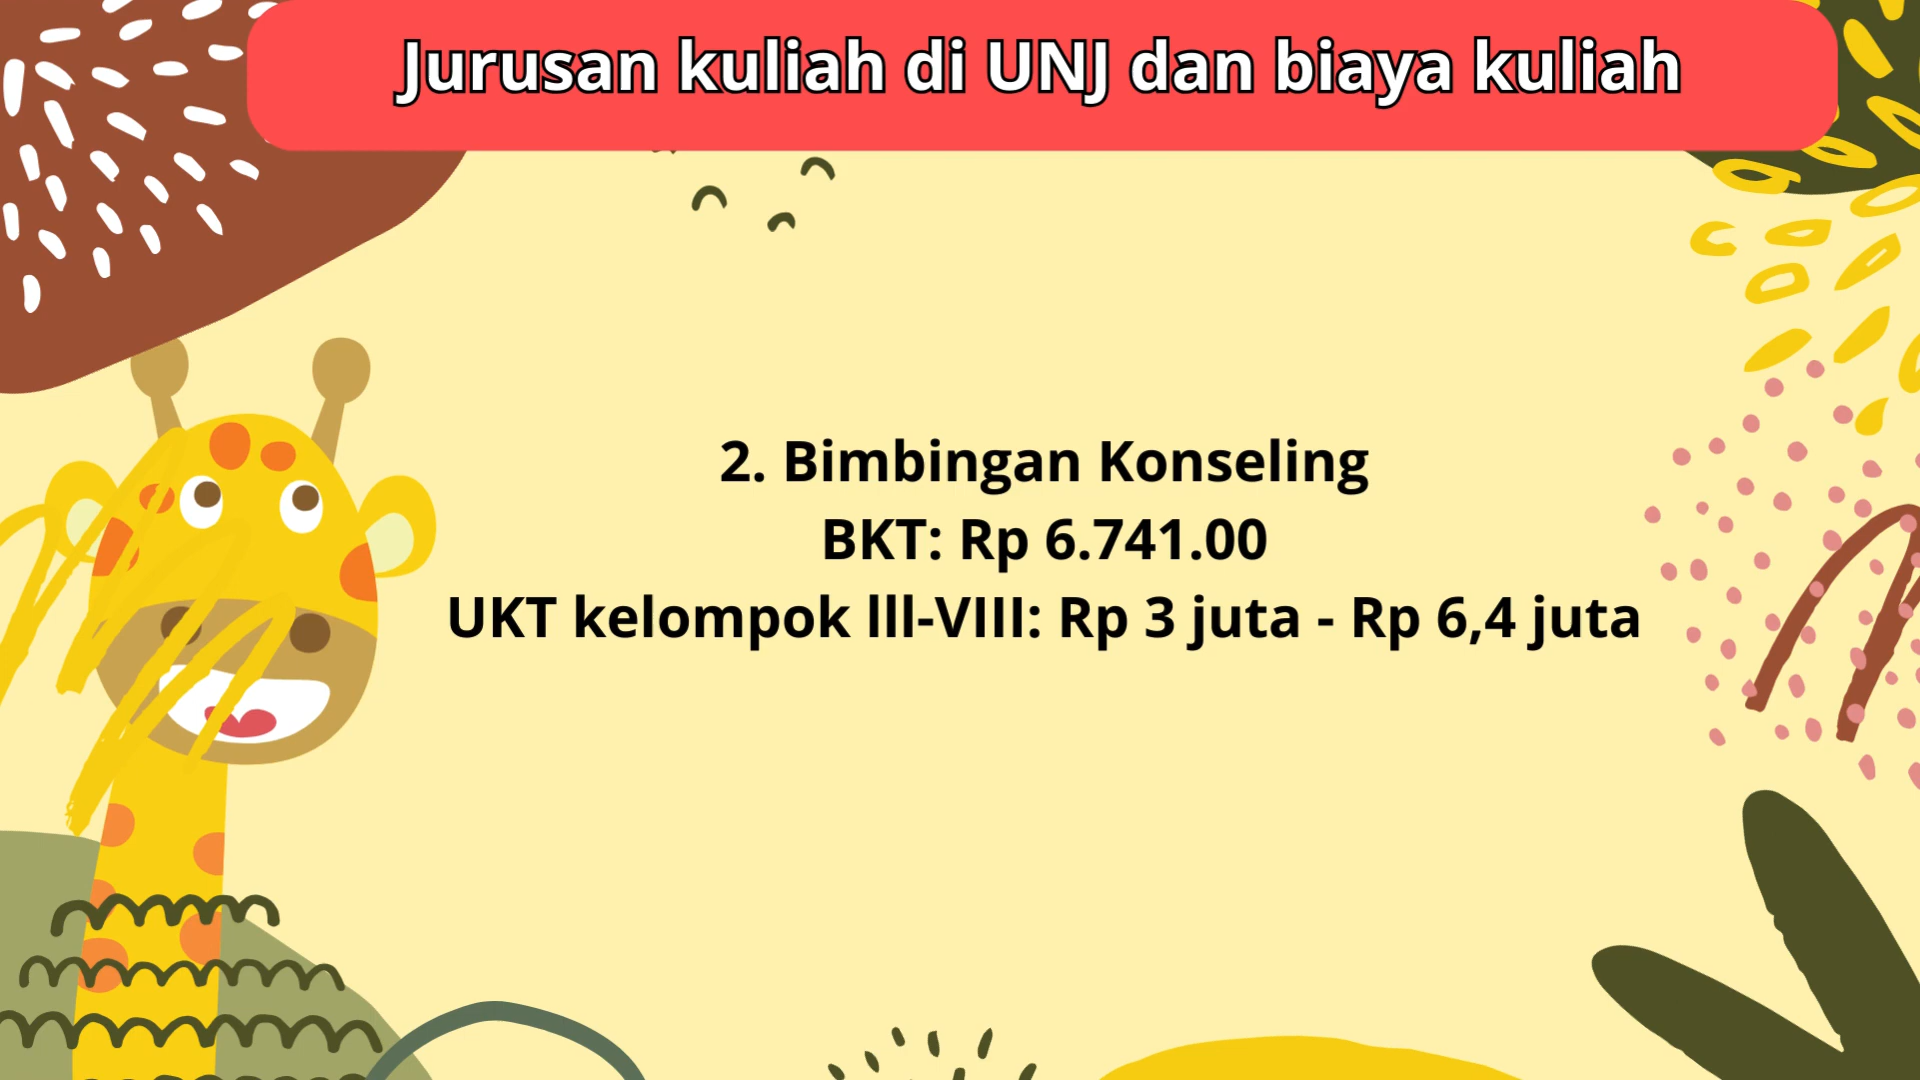 Jurusan kuliah di UNJ dan biaya kuliah
2. Bimbingan Konseling
BKT: Rp 6.741.00
UKT kelompok lll-VIII: Rp 3 juta - Rp 6,4 juta